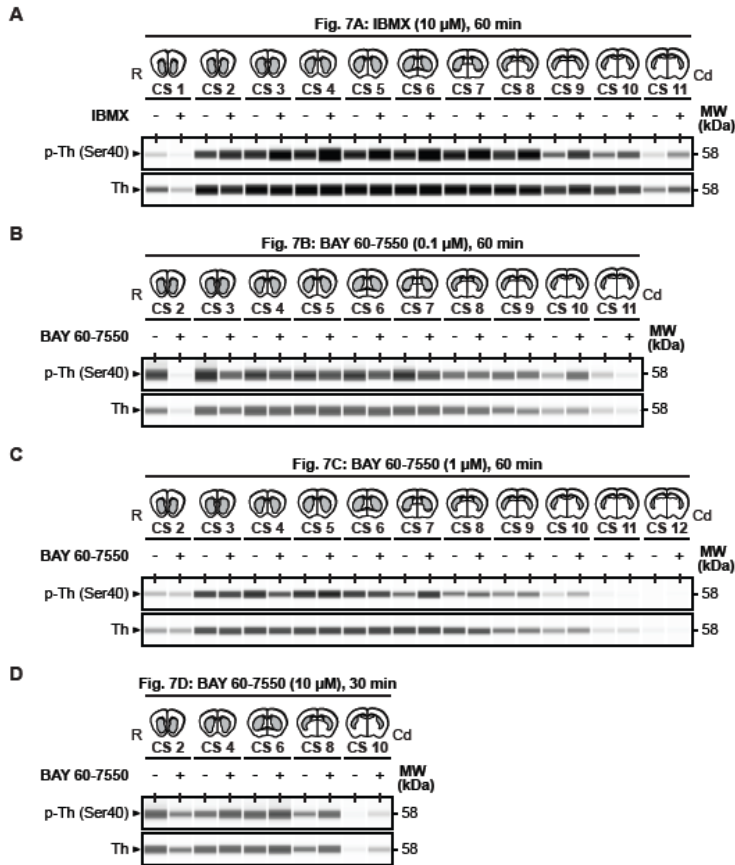 A
Fig. 7A: IBMX (10 µM), 60 min
R Cd
CS 1 CS 2 CS 3 CS 4 CS 5 CS 6 CS 7 CS 8 CS 9 CS 10 CS 11
IBMX - + - + - + - + - + - + - + - + - + - + - + MW (kDa)
p-Th (Ser40) 58
Th 58
B
Fig. 7B: BAY 60-7550 (0.1 µM), 60 min
R Cd
CS 2 CS 3 CS 4 CS 5 CS 6 CS 7 CS 8 CS 9 CS 10 CS 11
BAY 60-7550 - + - + - + - + - + - + - + - + - + - + MW (kDa)
p-Th (Ser40) 58
Th 58
C
Fig. 7C: BAY 60-7550 (1 µM), 60 min
R Cd
CS 2 CS 3 CS 4 CS 5 CS 6 CS 7 CS 8 CS 9 CS 10 CS 11 CS 12
BAY 60-7550 - + - + - + - + - + - + - + - + - + - + - + MW (kDa)
p-Th (Ser40) 58
Th 58
D
Fig. 7D: BAY 60-7550 (10 µM), 30 min
R Cd
CS 2 CS 4 CS 6 CS 8 CS 10
BAY 60-7550 - + - + - + - + - + MW (kDa)
p-Th (Ser40) 58
Th 58